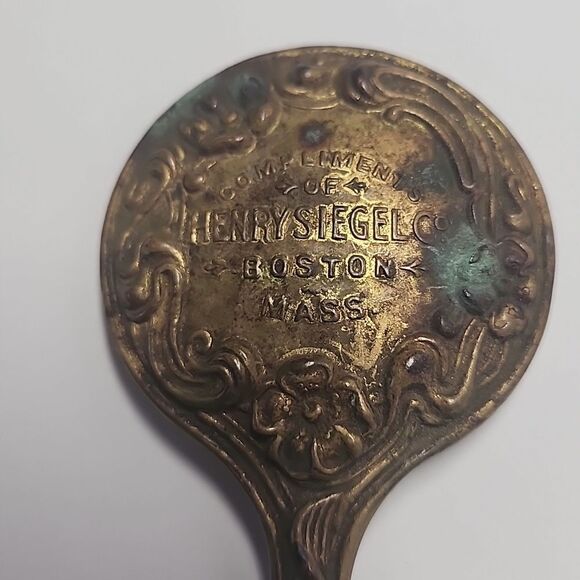 COMPLIMENTS
OF
HENRY SIEGEL Co.
BOSTON
MASS.